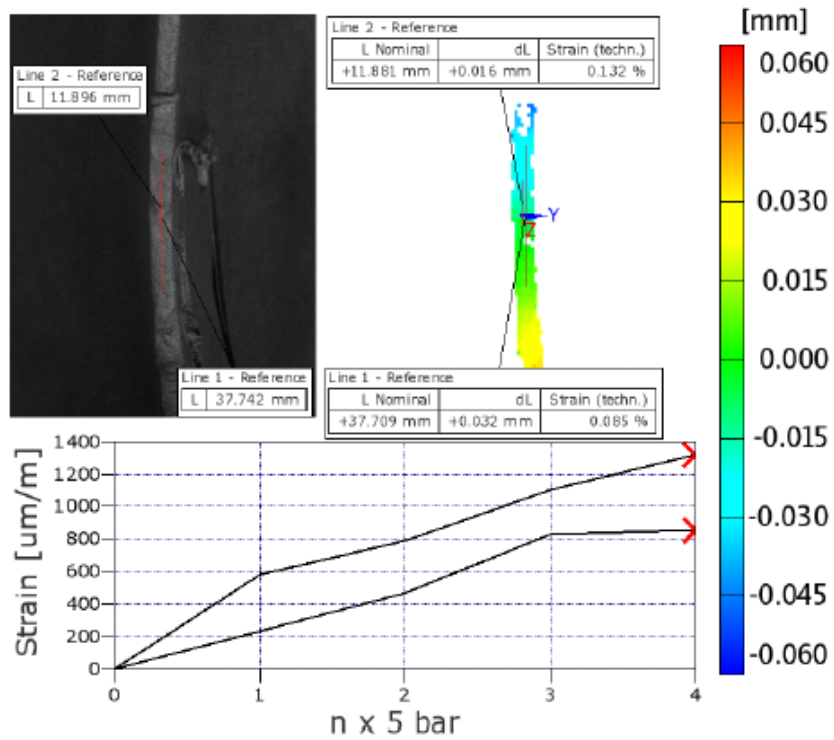 Line 2 - Reference
L 11.896 mm
Line 1 - Reference
L 37.742 mm
Line 2 - Reference
L Nominal dL Strain (techn.)
+11.881 mm +0.016 mm 0.132 %
Y
Z
Line 1 - Reference
L Nominal dL Strain (techn.)
+37.709 mm +0.032 mm 0.085 %
[mm]
0.060
0.045
0.030
0.015
0.000
-0.015
-0.030
-0.045
-0.060
Strain [um/m]
1400
1200
1000
800
600
400
200
0
0 1 2 3 4
n x 5 bar